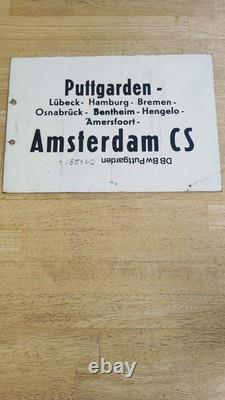 Puttgarden -
Lübeck - Hamburg - Bremen -
Osnabrück - Bentheim - Hengelo -
Amersfoort -
Amsterdam CS
DB Bw Puttgarden
© ebay